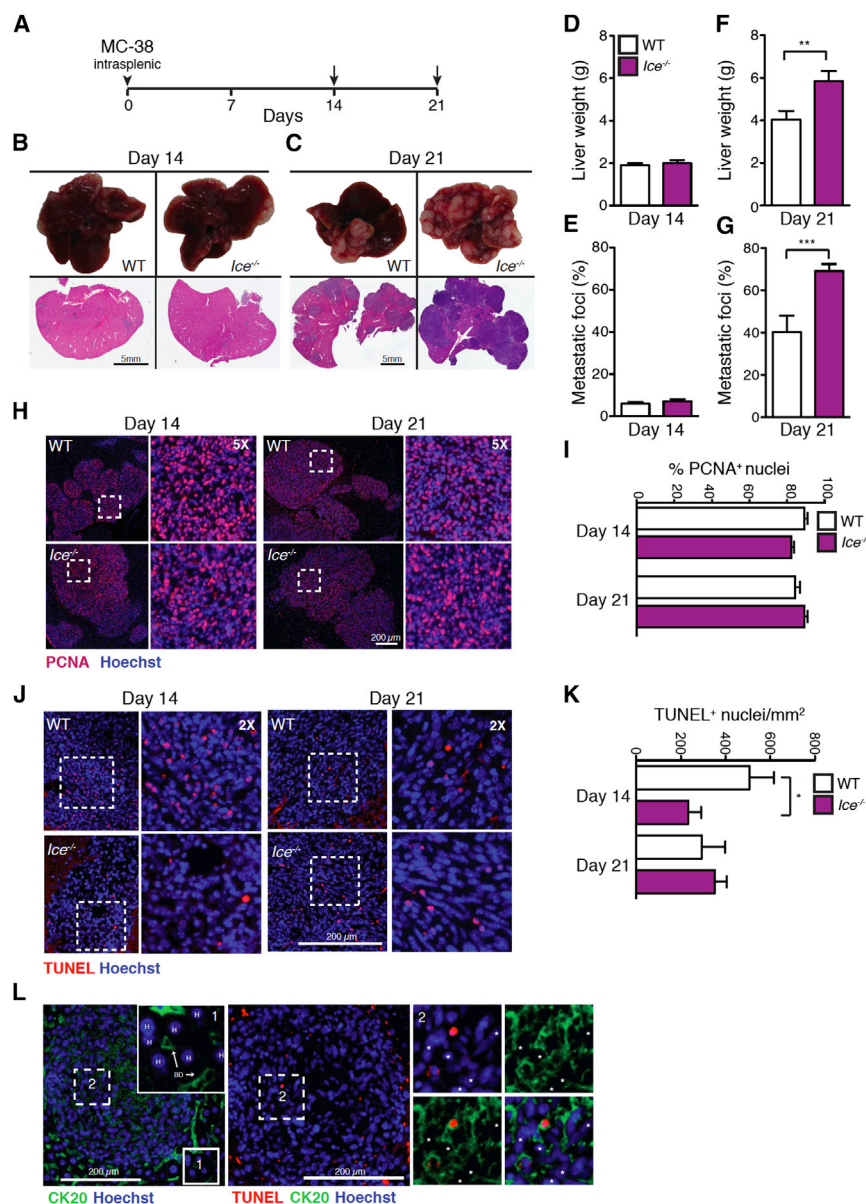 A
MC-38
intrasplenic
0 7 14 21
Days
B
Day 14
WT
Ice-/-
5mm
C
Day 21
WT
Ice-/-
5mm
D
WT
Ice-/-
Liver weight (g)
8
6
4
2
0
Day 14
E
Metastatic foci (%)
80
60
40
20
0
Day 14
F
Liver weight (g)
8
6
4
2
0
**
Day 21
G
Metastatic foci (%)
80
60
40
20
0
***
Day 21
H
Day 14 Day 21
WT 5X WT 5X
Ice-/- Ice-/-
200 µm
PCNA Hoechst
I
% PCNA+ nuclei
0 20 40 60 80 100
WT
Ice-/-
Day 14
Day 21
J
Day 14 Day 21
WT 2X WT 2X
Ice-/- Ice-/-
200 µm
TUNEL Hoechst
K
TUNEL+ nuclei/mm2
0 2000 4000 6000 8000
WT
Ice-/-
Day 14
*
Day 21
L
1
H H H H H H H
BD
2
1
200 µm
CK20 Hoechst
2
200 µm
TUNEL CK20 Hoechst
2